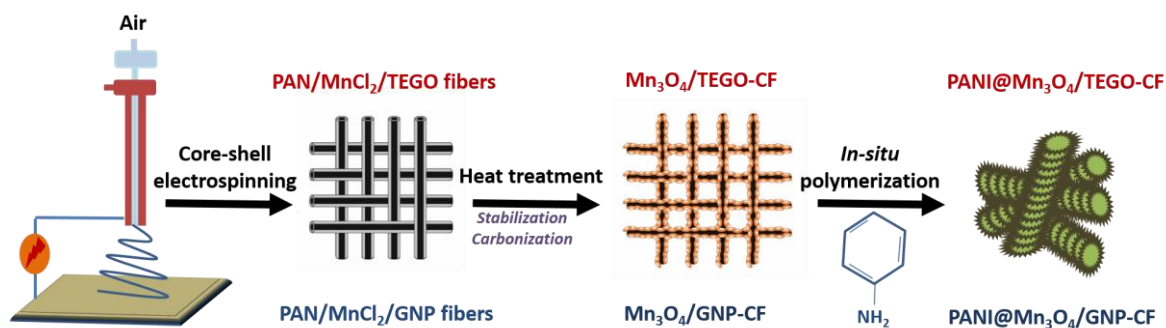 Air
Core-shell
electrospinning
PAN/MnCl₂/TEGO fibers
PAN/MnCl₂/GNP fibers
Heat treatment
Stabilization
Carbonization
Mn₃O₄/TEGO-CF
Mn₃O₄/GNP-CF
In-situ
polymerization
NH₂
PANI@Mn₃O₄/TEGO-CF
PANI@Mn₃O₄/GNP-CF